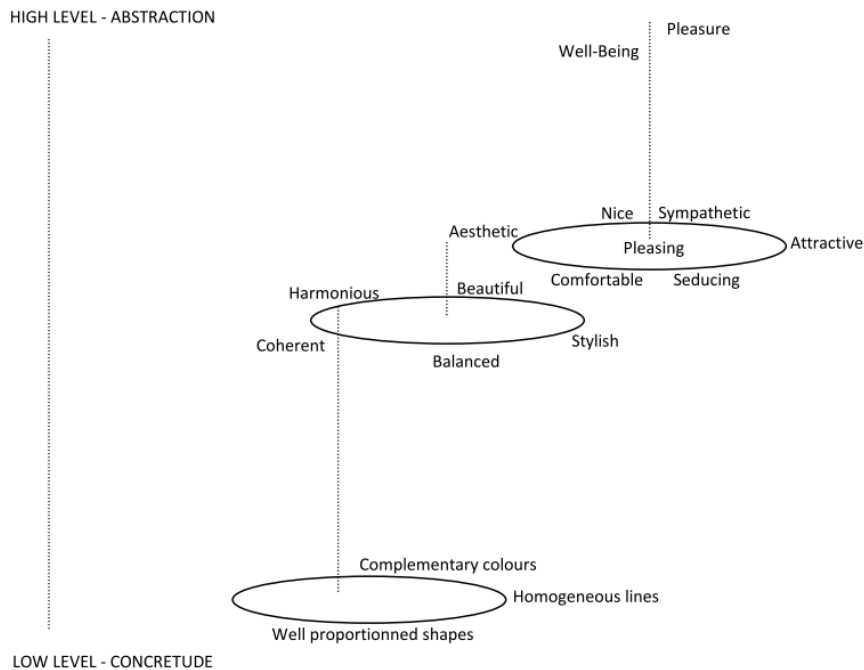 HIGH LEVEL - ABSTRACTION
Pleasure
Well-Being
Nice
Sympathetic
Aesthetic
Pleasing
Attractive
Comfortable
Seducing
Harmonious
Beautiful
Coherent
Stylish
Balanced
Complementary colours
Homogeneous lines
Well proportionned shapes
LOW LEVEL - CONCRETUDE